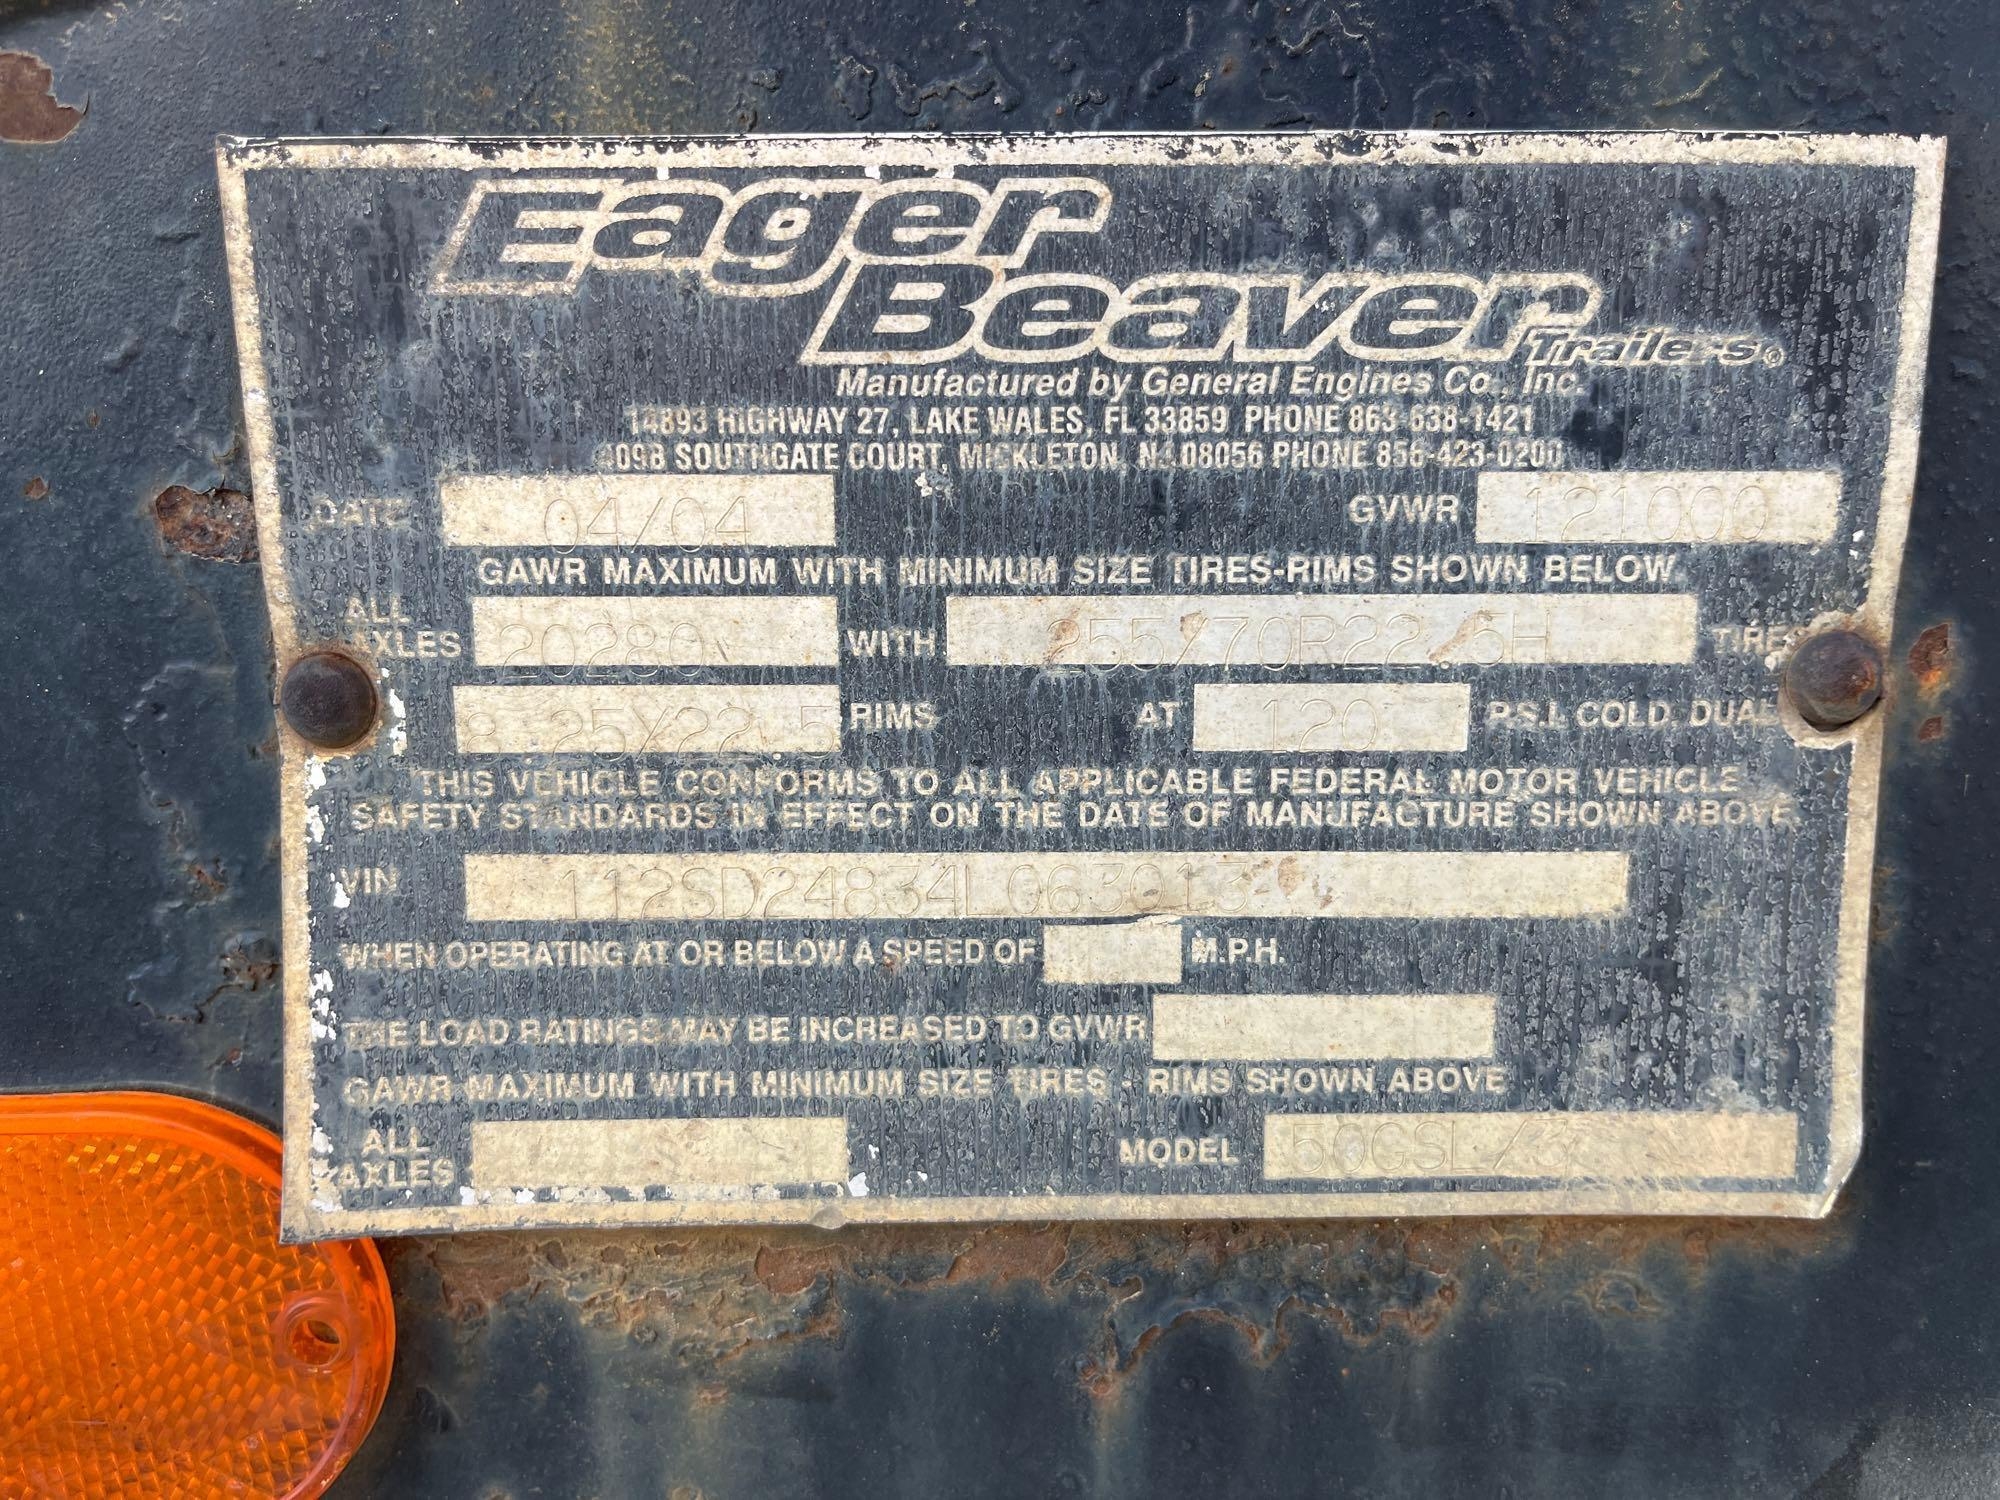 Eager
Beaver Trailers ©
Manufactured by General Engines Co., Inc.
14893 HIGHWAY 27, LAKE WALES, FL 33859 PHONE 863-638-1421
409B SOUTHGATE COURT, MICKLETON, NJ 08056 PHONE 856-423-0200
DATE 04/04 GVWR 121000
GAWR MAXIMUM WITH MINIMUM SIZE TIRES-RIMS SHOWN BELOW
ALL
AXLES 20280 WITH 255/70R22.5H TIRES
8.25X22.5 RIMS AT 120 P.S.I. COLD DUAL
THIS VEHICLE CONFORMS TO ALL APPLICABLE FEDERAL MOTOR VEHICLE
SAFETY STANDARDS IN EFFECT ON THE DATE OF MANUFACTURE SHOWN ABOVE
VIN 112SD24834L063013
WHEN OPERATING AT OR BELOW A SPEED OF M.P.H.
THE LOAD RATINGS MAY BE INCREASED TO GVWR
GAWR MAXIMUM WITH MINIMUM SIZE TIRES - RIMS SHOWN ABOVE
ALL
AXLES MODEL 50GSL/3